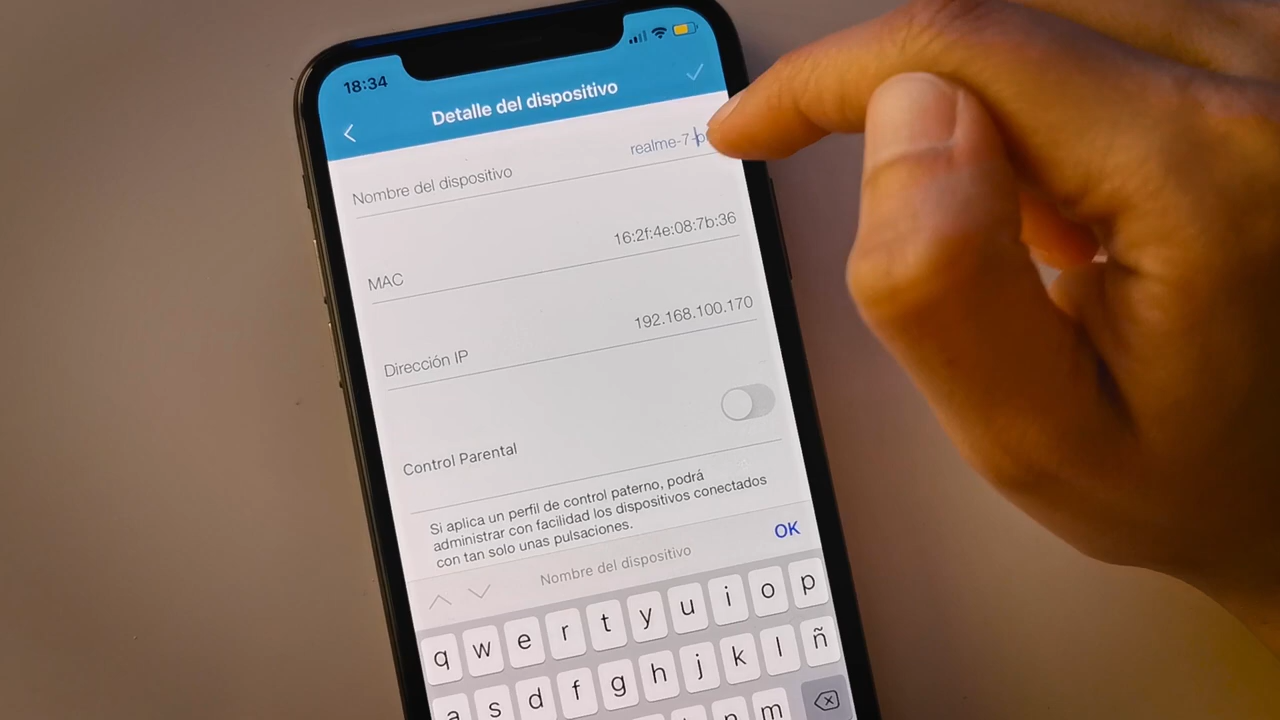 18:34
Detalle del dispositivo
Nombre del dispositivo
realme-7-
MAC
16:2f:4e:08:7b:36
Dirección IP
192.168.100.170
Control Parental
Si aplica un perfil de control paterno, podrá
administrar con facilidad los dispositivos conectados
con tan solo unas pulsaciones.
Nombre del dispositivo
OK
q w e r t y u i o p
a s d f g h j k l ñ
n m